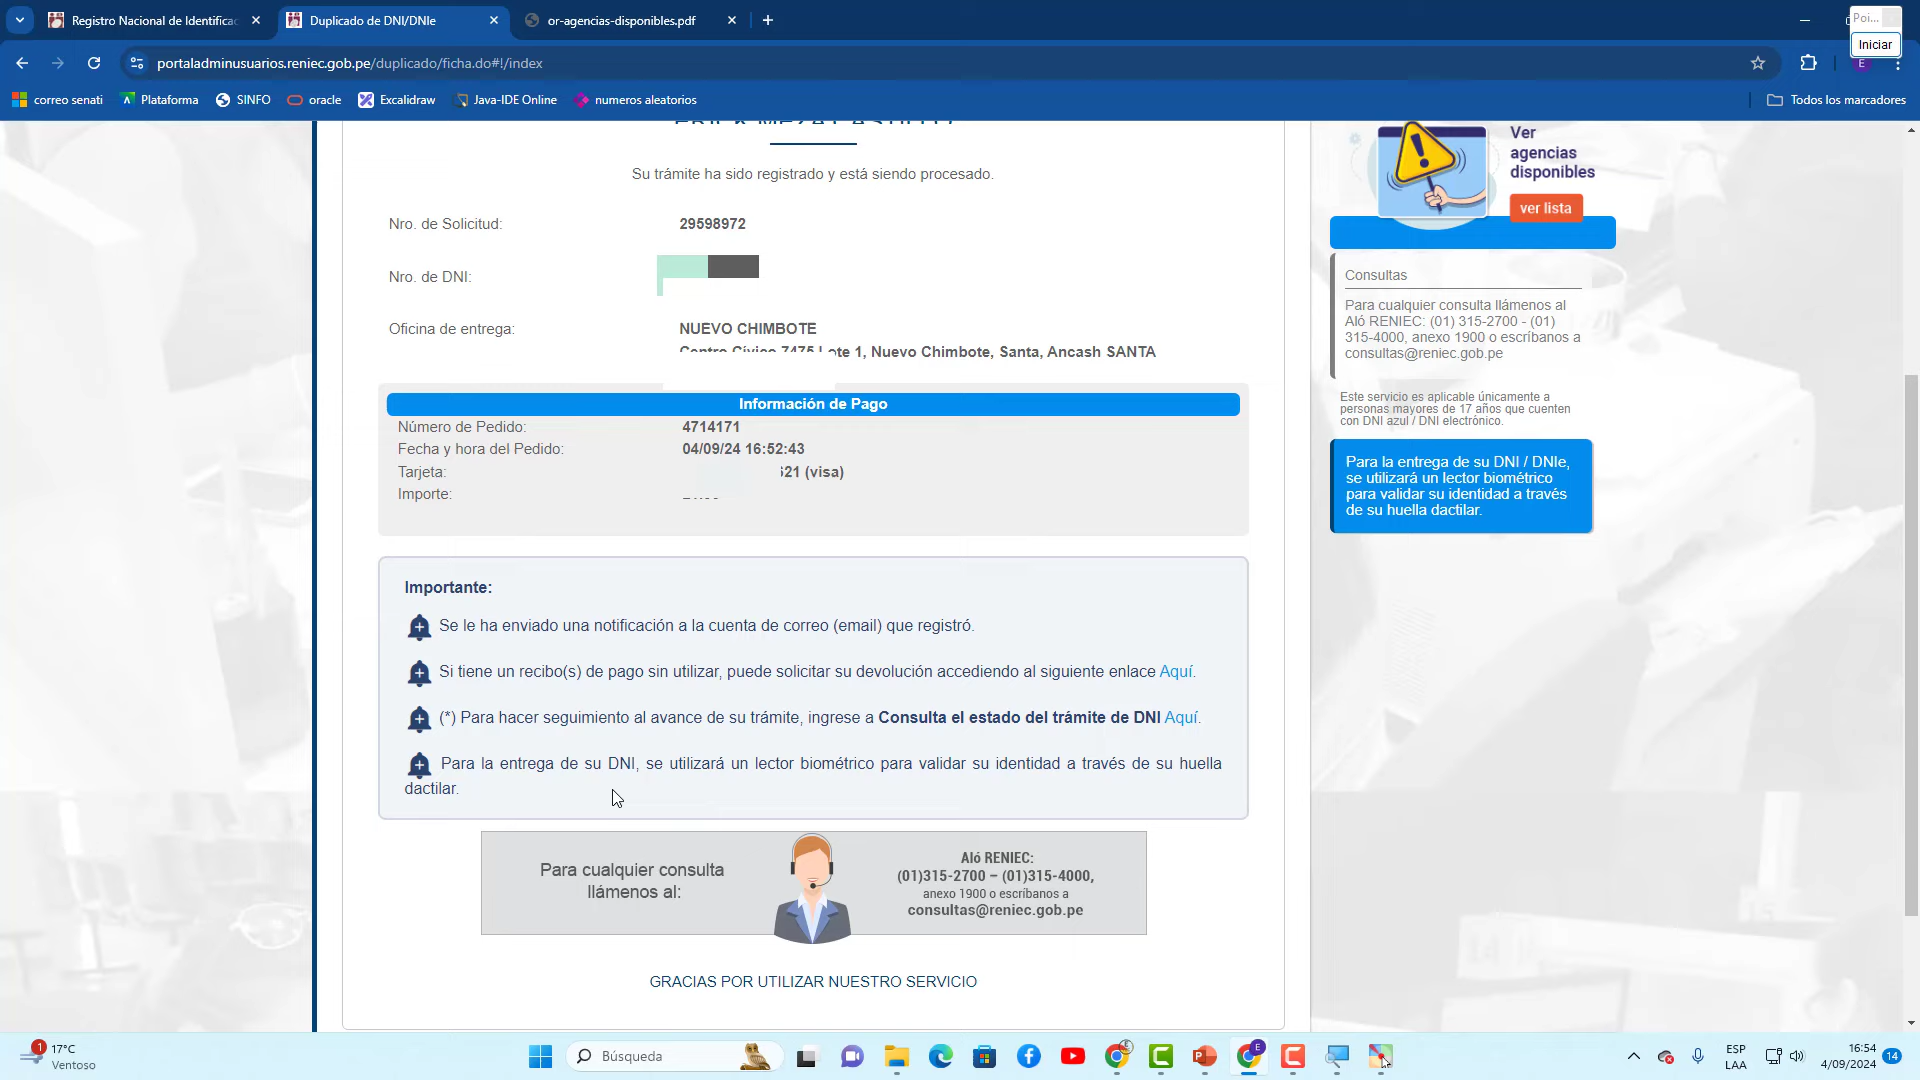 Registro Nacional de Identifica
Duplicado de DNI/DNIe
or-agencias-disponibles.pdf
Poi...
Iniciar
portaladminusuarios.reniec.gob.pe/duplicado/ficha.do#!/index
E
correo senati
Plataforma
SINFO
oracle
Excalidraw
Java-IDE Online
numeros aleatorios
Todos los marcadores
Su trámite ha sido registrado y está siendo procesado.
Nro. de Solicitud: 29598972
Nro. de DNI:
Oficina de entrega: NUEVO CHIMBOTE
Centro Cívico 7475 Lote 1, Nuevo Chimbote, Santa, Ancash SANTA
Información de Pago
Número de Pedido: 4714171
Fecha y hora del Pedido: 04/09/24 16:52:43
Tarjeta: 621 (visa)
Importe:
Importante:
Se le ha enviado una notificación a la cuenta de correo (email) que registró.
Si tiene un recibo(s) de pago sin utilizar, puede solicitar su devolución accediendo al siguiente enlace Aquí.
(*) Para hacer seguimiento al avance de su trámite, ingrese a Consulta el estado del trámite de DNI Aquí.
Para la entrega de su DNI, se utilizará un lector biométrico para validar su identidad a través de su huella
dactilar.
Para cualquier consulta
llámenos al:
Aló RENIEC:
(01)315-2700 – (01)315-4000,
anexo 1900 o escríbanos a
consultas@reniec.gob.pe
GRACIAS POR UTILIZAR NUESTRO SERVICIO
Ver
agencias
disponibles
ver lista
Consultas
Para cualquier consulta llámenos al
Aló RENIEC: (01) 315-2700 - (01)
315-4000, anexo 1900 o escríbanos a
consultas@reniec.gob.pe
Este servicio es aplicable únicamente a
personas mayores de 17 años que cuenten
con DNI azul / DNI electrónico.
Para la entrega de su DNI / DNIe,
se utilizará un lector biométrico
para validar su identidad a través
de su huella dactilar.
1
17°C
Ventoso
Búsqueda
E
E
ESP
LAA
16:54
4/09/2024
14